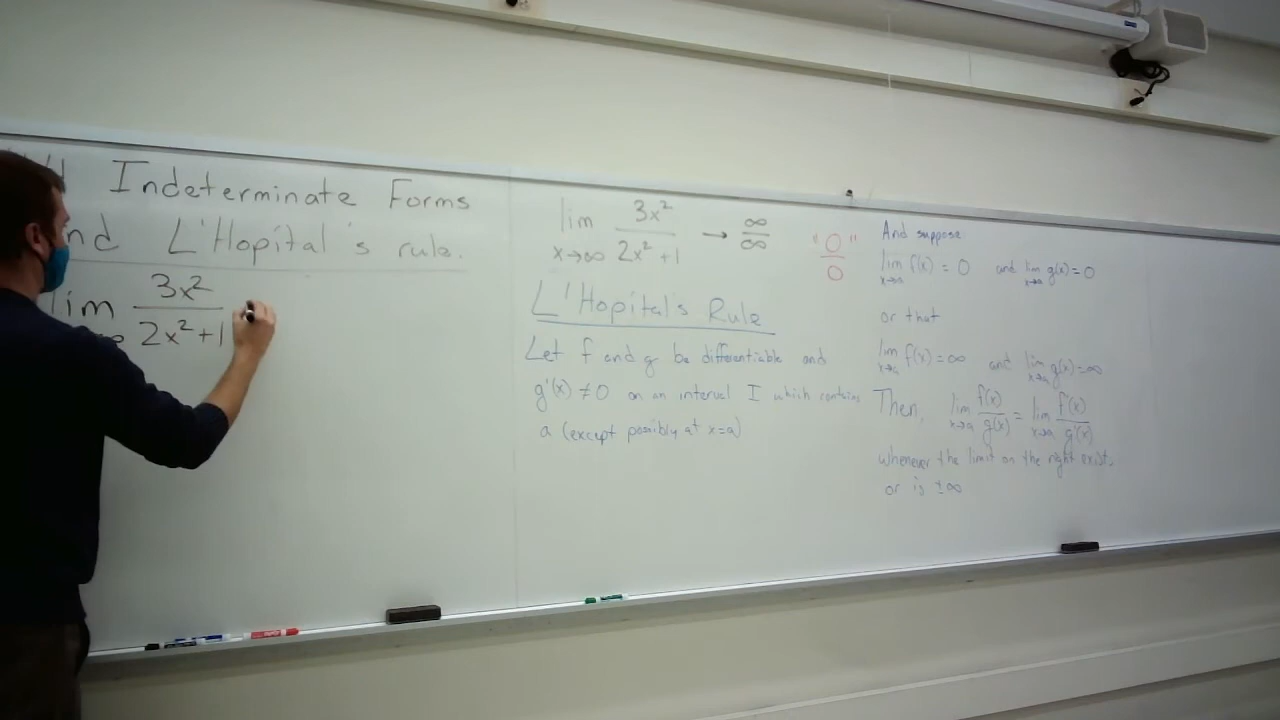 Indeterminate Forms
nd L'Hopital's rule.
lim 3x²
2x²+1
lim 3x² → ∞
x→∞ 2x²+1 ∞
L'Hopital's Rule
Let f and g be differentiable and
g'(x) ≠ 0 on an interval I which contains
a (except possibly at x=a)
"0"
0
And suppose
lim f(x) = 0 and lim g(x) = 0
x→a x→a
or that
lim f(x) = ∞ and lim g(x) = ∞
x→a x→a
Then, lim f(x) = lim f'(x)
x→a g(x) x→a g'(x)
whenever the limit on the right exist.
or is ±∞